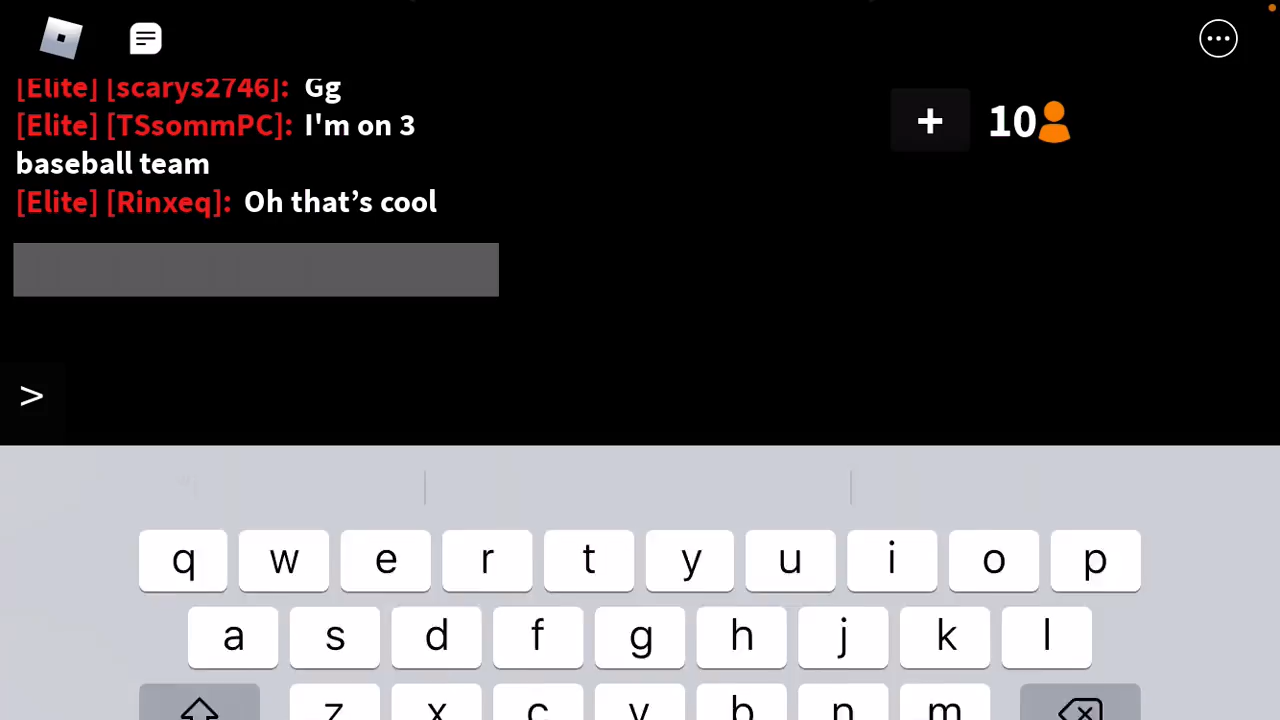 [Elite] [scarys2746]: Gg
[Elite] [TSsommPC]: I'm on 3
baseball team
[Elite] [Rinxeq]: Oh that’s cool
+ 10
>
q w e r t y u i o p
a s d f g h j k l
z x c v b n m